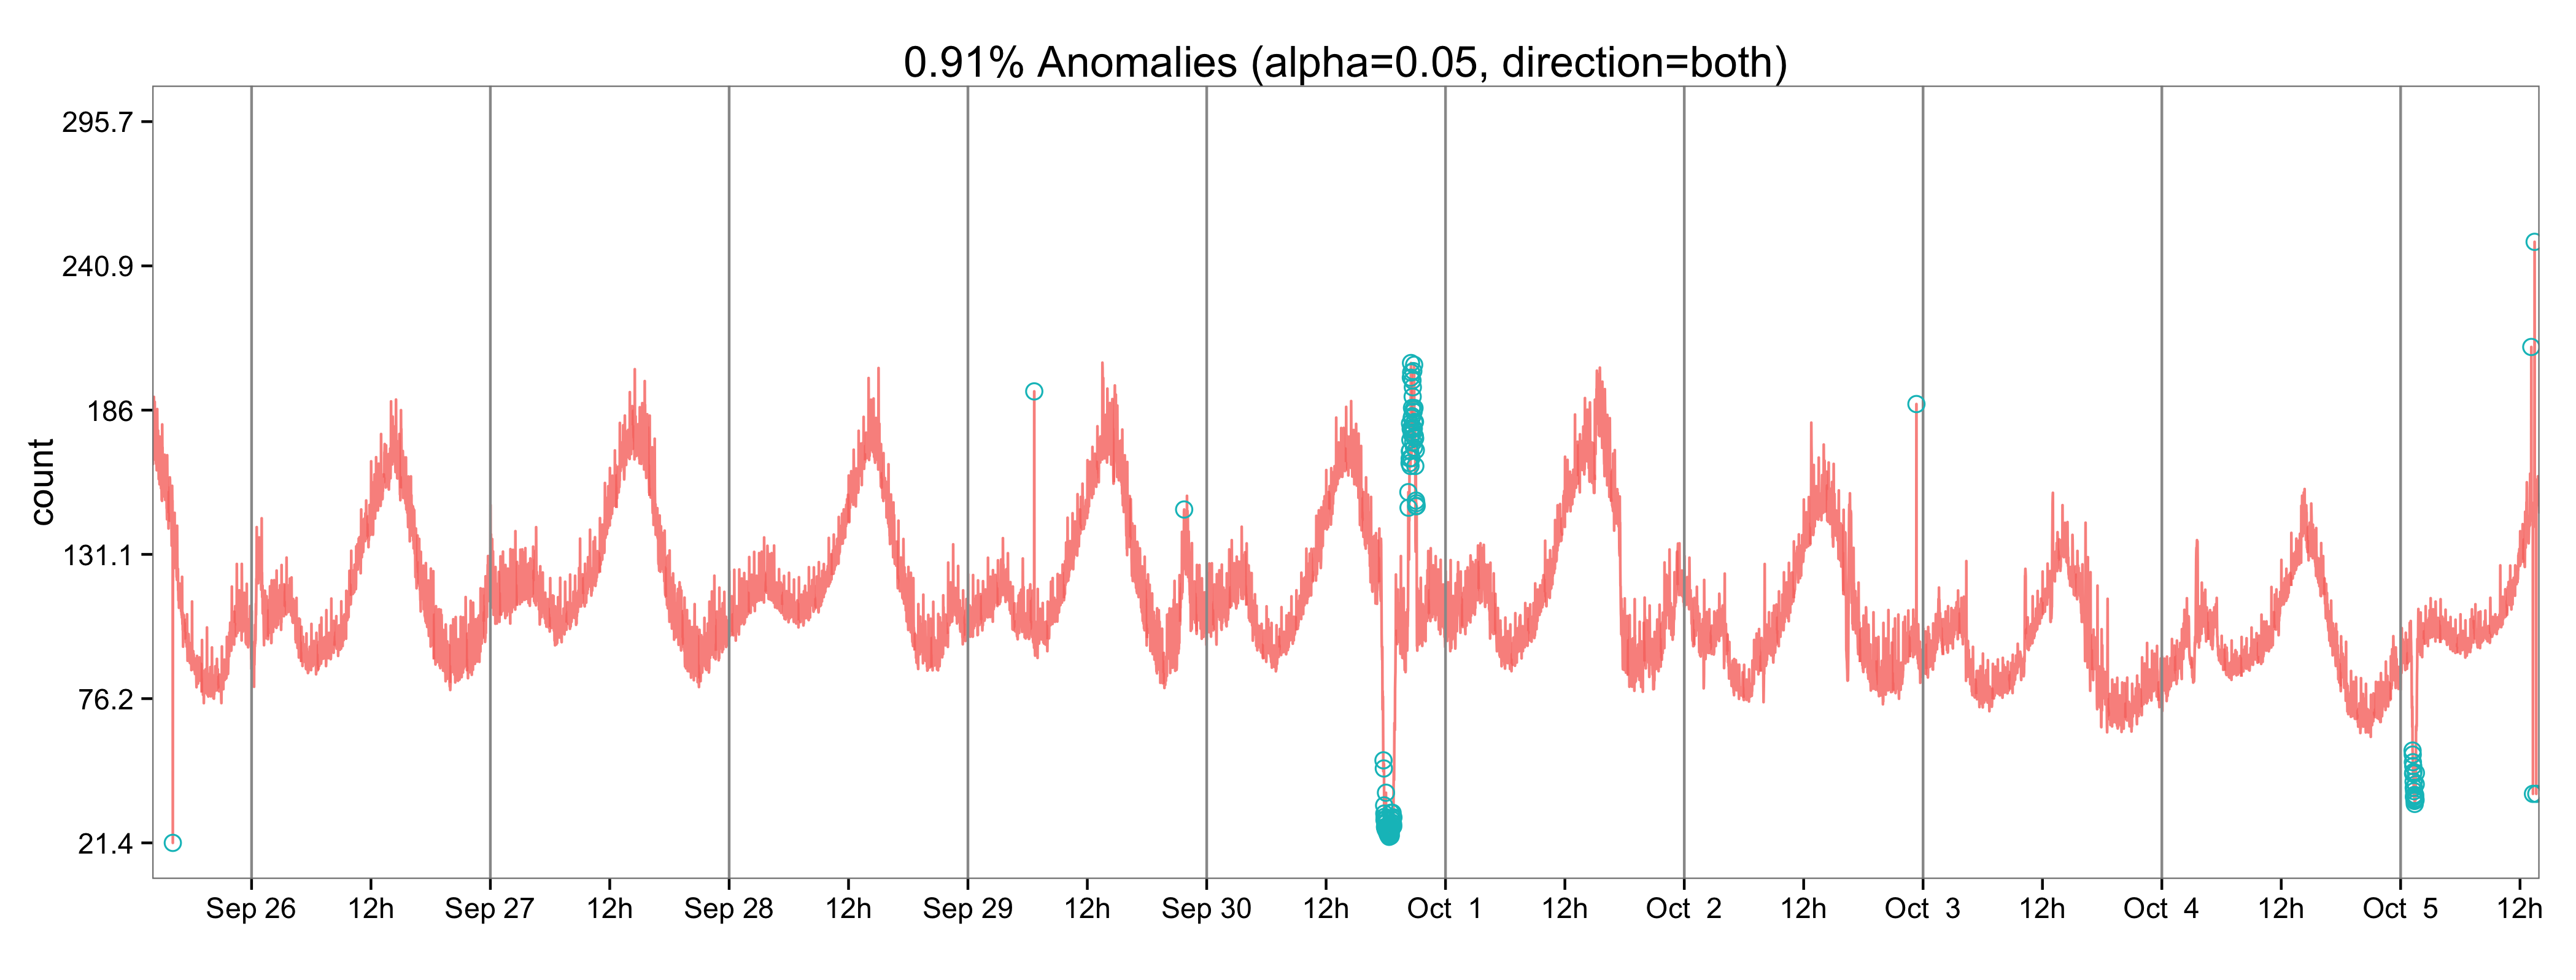 0.91% Anomalies (alpha=0.05, direction=both)
295.7
240.9
186
131.1
76.2
21.4
count
Sep 26 12h Sep 27 12h Sep 28 12h Sep 29 12h Sep 30 12h Oct 1 12h Oct 2 12h Oct 3 12h Oct 4 12h Oct 5 12h